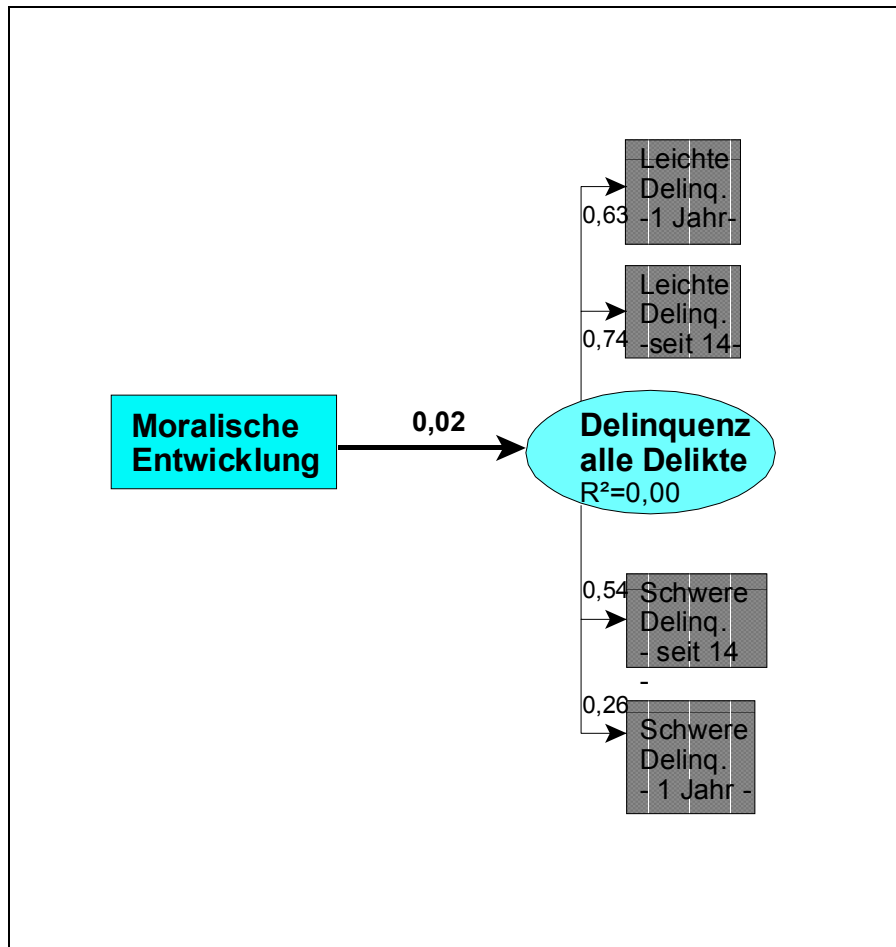 Leichte
Delinq.
-1 Jahr-
0,63
Leichte
Delinq.
-seit 14-
0,74
Moralische
Entwicklung
0,02
Delinquenz
alle Delikte
R²=0,00
0,54
Schwere
Delinq.
- seit 14
-
0,26
Schwere
Delinq.
- 1 Jahr -